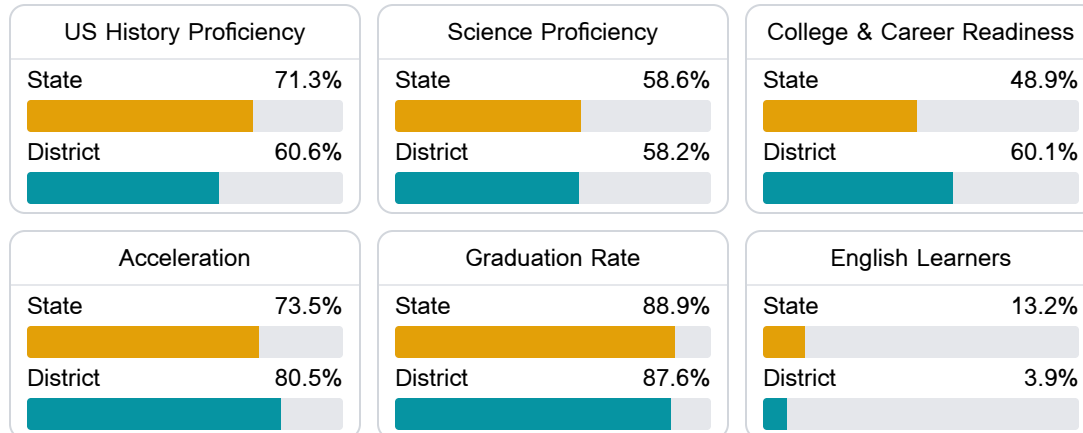 US History Proficiency
State 71.3%
District 60.6%
Science Proficiency
State 58.6%
District 58.2%
College & Career Readiness
State 48.9%
District 60.1%
Acceleration
State 73.5%
District 80.5%
Graduation Rate
State 88.9%
District 87.6%
English Learners
State 13.2%
District 3.9%